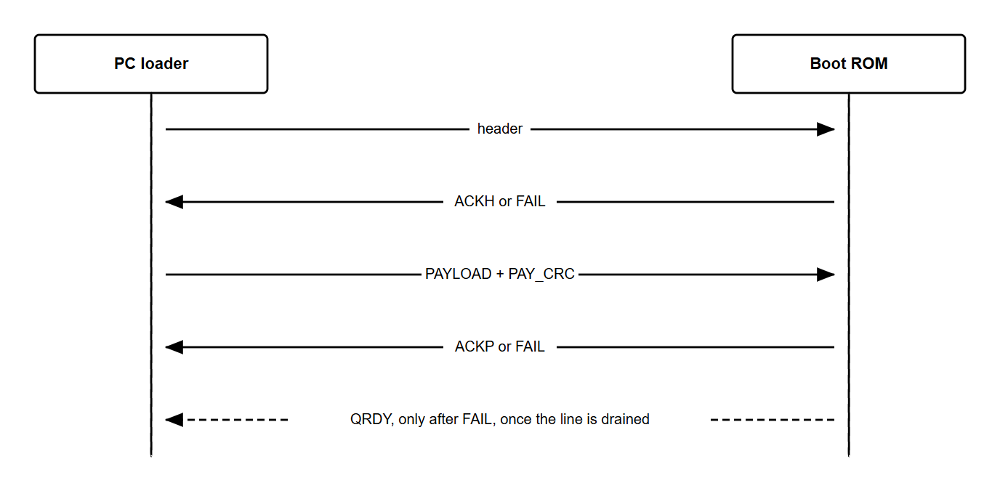 PC loader
Boot ROM
header
ACKH or FAIL
PAYLOAD + PAY_CRC
ACKP or FAIL
QRDY, only after FAIL, once the line is drained